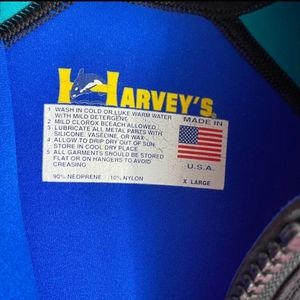 HARVEY'S®
1 WASH IN COLD OR LUKE WARM WATER
WITH MILD DETERGENT
2 MILD CLOROX BLEACH ALLOWED
3 LUBRICATE ALL METAL PARTS WITH
SILICONE, VASELINE, OR WAX
4 ALLOW TO DRIP DRY OUT OF SUN,
STORE IN COOL DRY PLACE
5 ALL GARMENTS SHOULD BE STORED
FLAT OR ON HANGERS TO AVOID
CREASING
MADE IN
U.S.A.
90% NEOPRENE 10% NYLON X LARGE